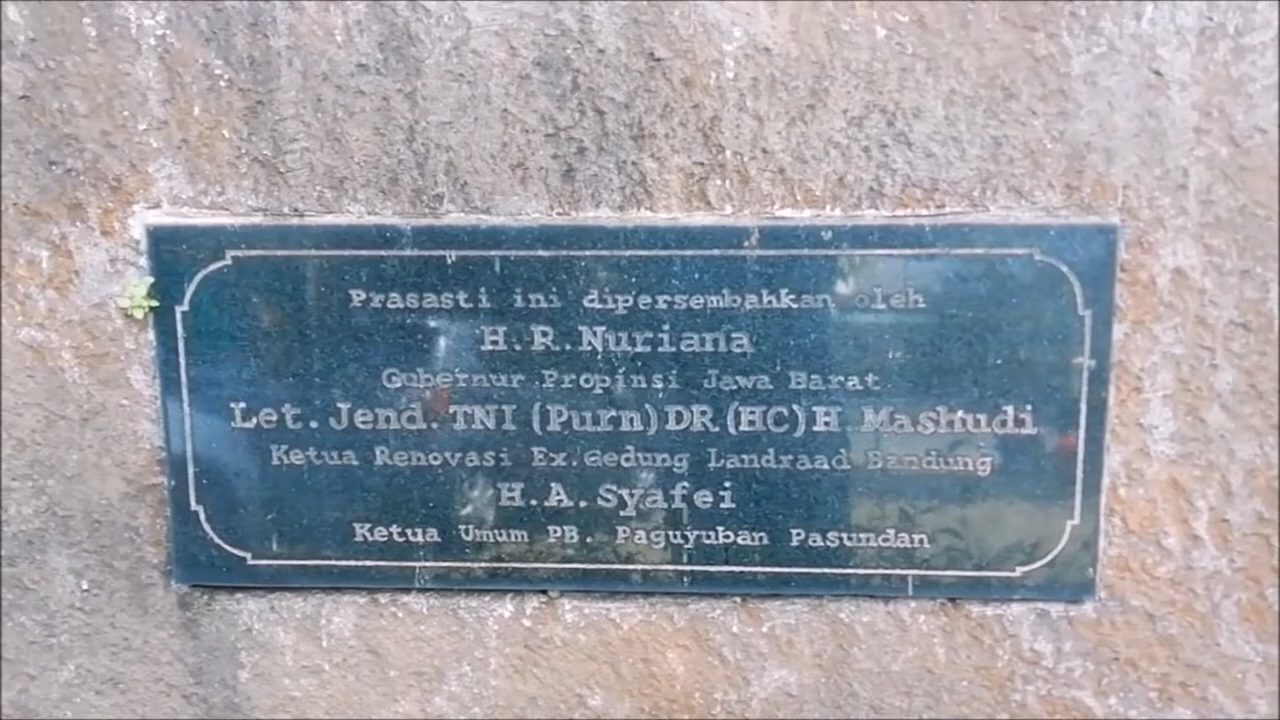 Prasasti ini dipersembahkan oleh
H.R.Nuriana
Gubernur Propinsi Jawa Barat
Let.Jend.TNI (Purn)DR(HC)H Mashudi
Ketua Renovasi Ex.Gedung Landraad Bandung
H.A.Syafei
Ketua Umum PB. Paguyuban Pasundan